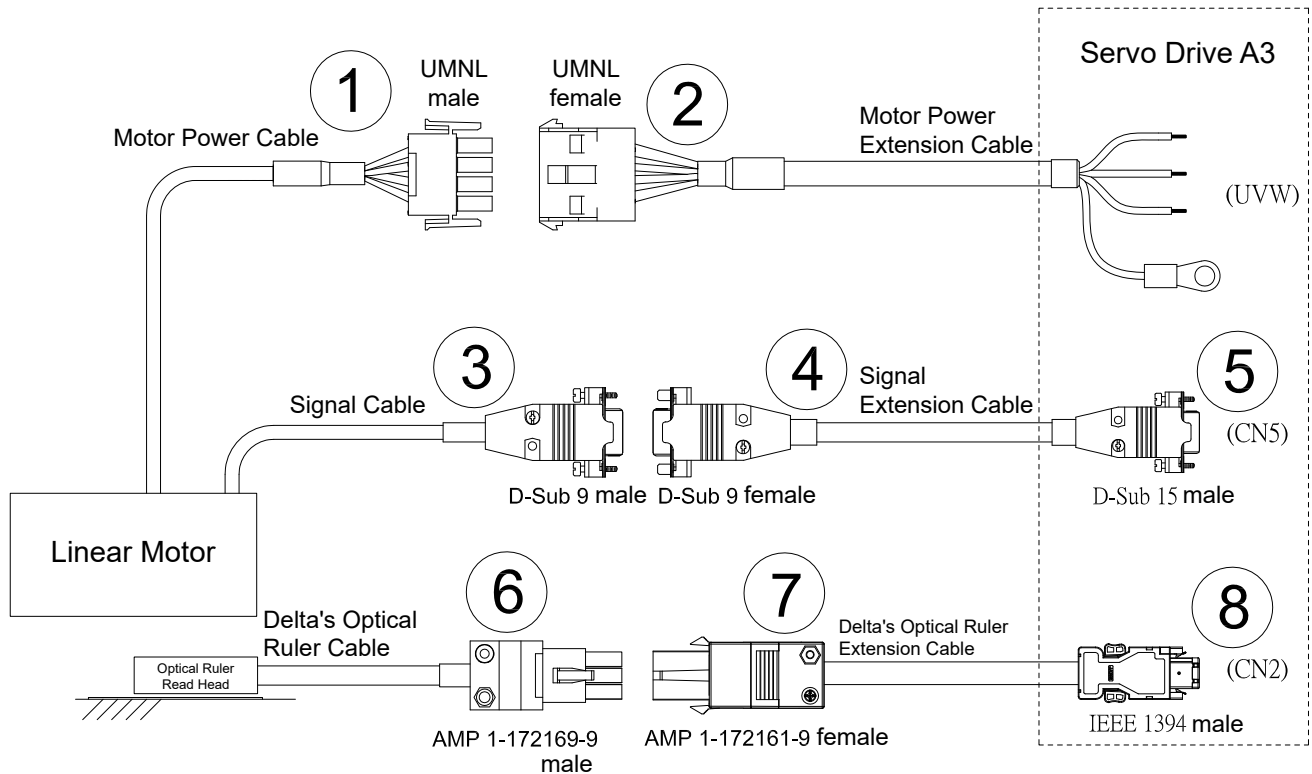 Servo Drive A3
1
UMNL
male
UMNL
female
2
Motor Power Cable
Motor Power
Extension Cable
(UVW)
3
4
5
Signal Cable
Signal
Extension Cable
(CN5)
D-Sub 9 male
D-Sub 9 female
D-Sub 15 male
Linear Motor
6
7
8
Delta's Optical
Ruler Cable
Delta's Optical Ruler
Extension Cable
Optical Ruler
Read Head
(CN2)
AMP 1-172169-9
male
AMP 1-172161-9 female
IEEE 1394 male